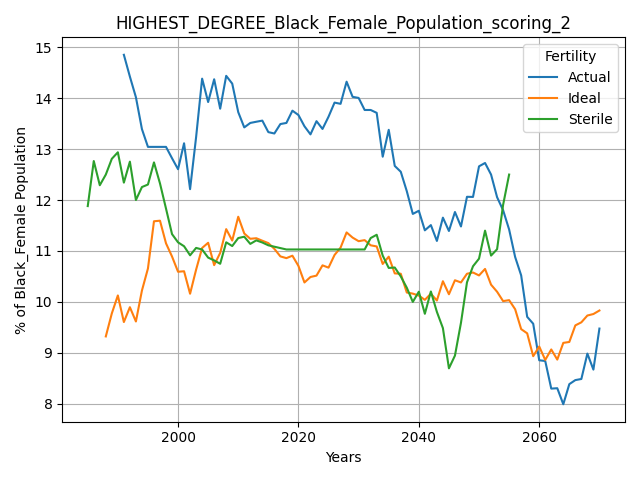 HIGHEST_DEGREE_Black_Female_Population_scoring_2
% of Black_Female Population
15
14
13
12
11
10
9
8
Fertility
Actual
Ideal
Sterile
2000
2020
2040
2060
Years